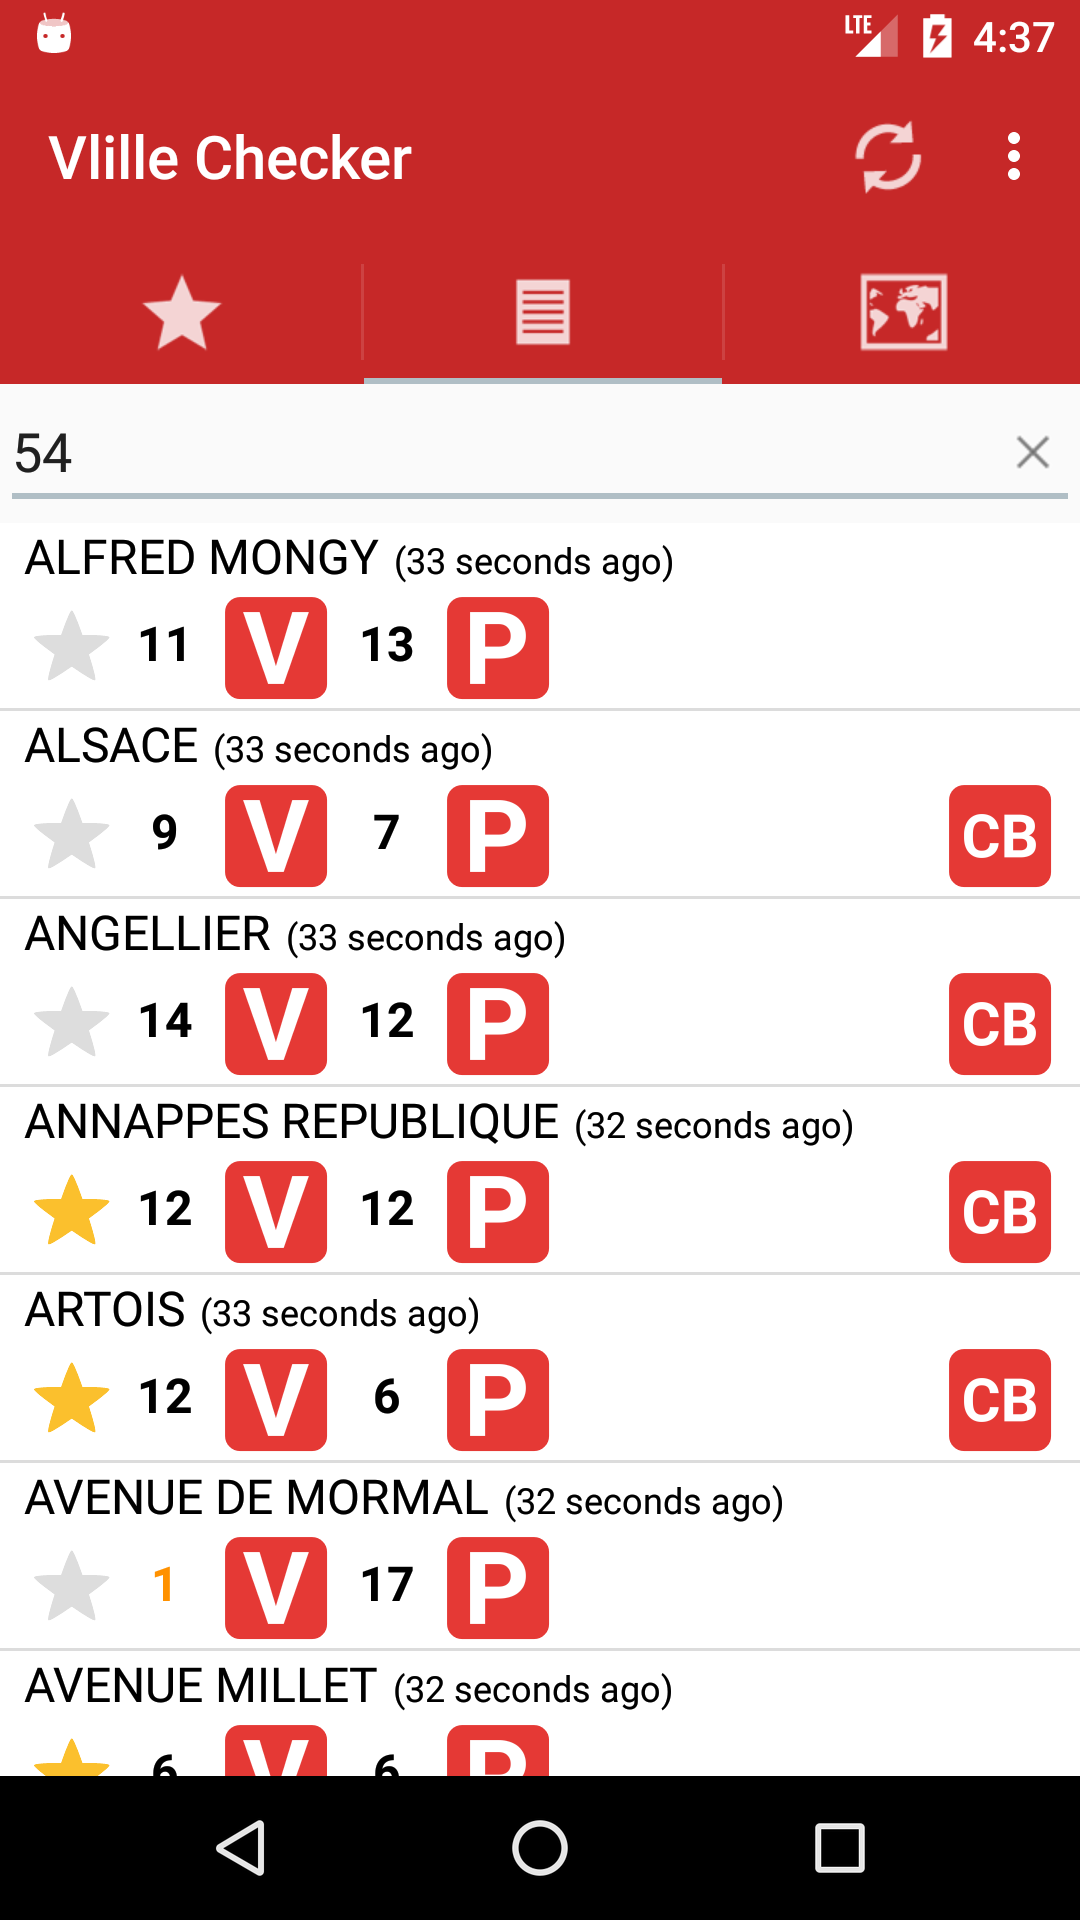 LTE 4:37
Vlille Checker
54
ALFRED MONGY (33 seconds ago)
11 V 13 P
ALSACE (33 seconds ago)
9 V 7 P CB
ANGELLIER (33 seconds ago)
14 V 12 P CB
ANNAPPES REPUBLIQUE (32 seconds ago)
12 V 12 P CB
ARTOIS (33 seconds ago)
12 V 6 P CB
AVENUE DE MORMAL (32 seconds ago)
1 V 17 P
AVENUE MILLET (32 seconds ago)
6 V 6 P